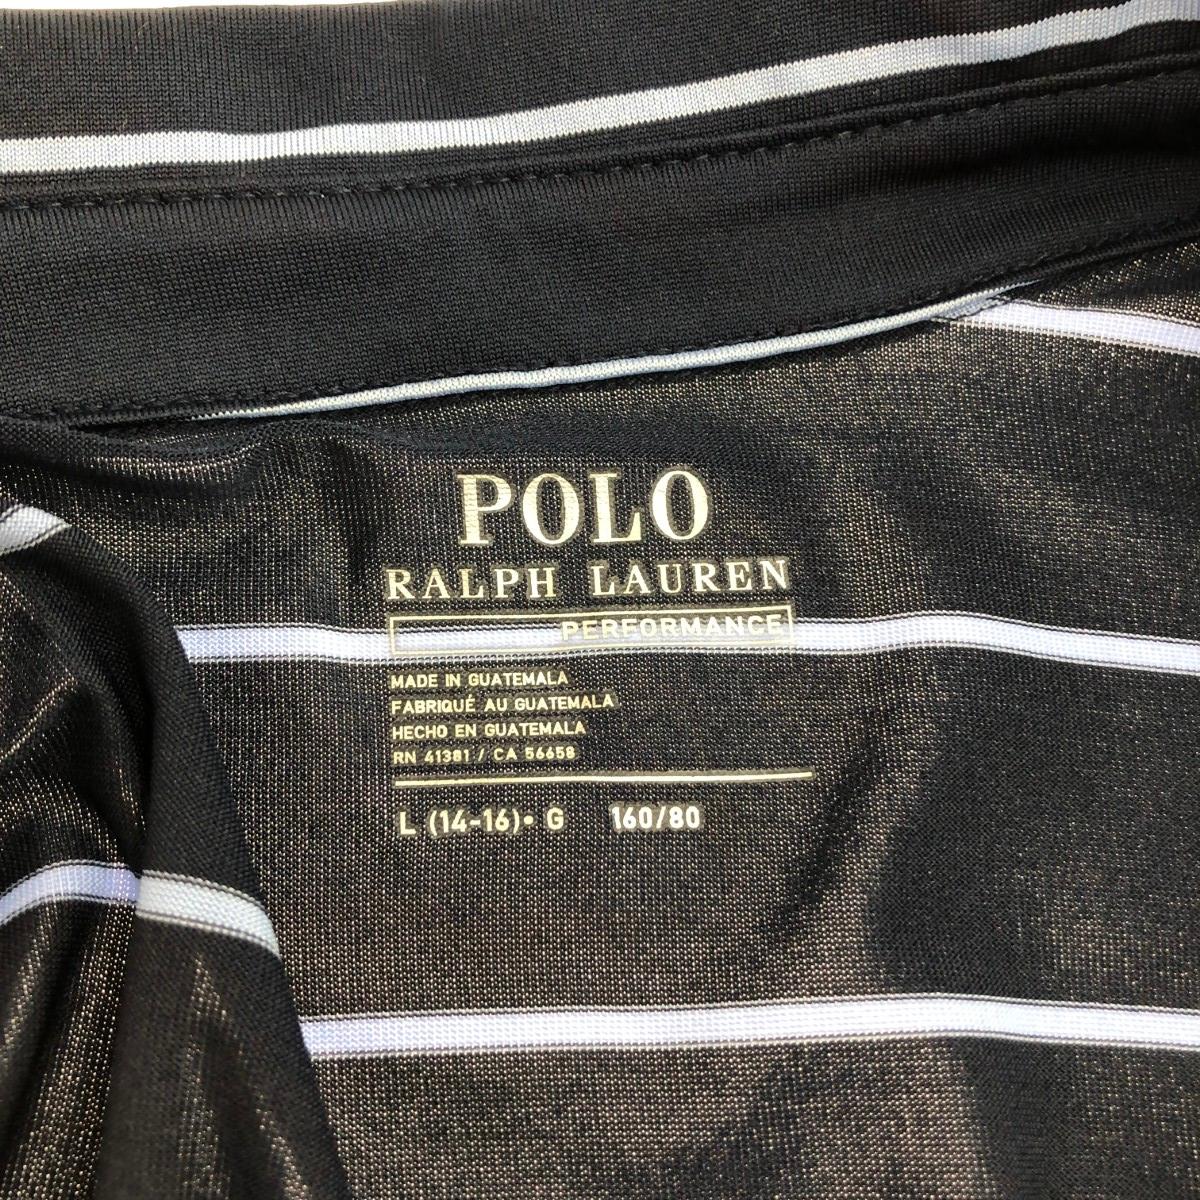 POLO
RALPH LAUREN
PERFORMANCE
MADE IN GUATEMALA
FABRIQUÉ AU GUATEMALA
HECHO EN GUATEMALA
RN 41381 / CA 56658
L (14-16)• G 160/80